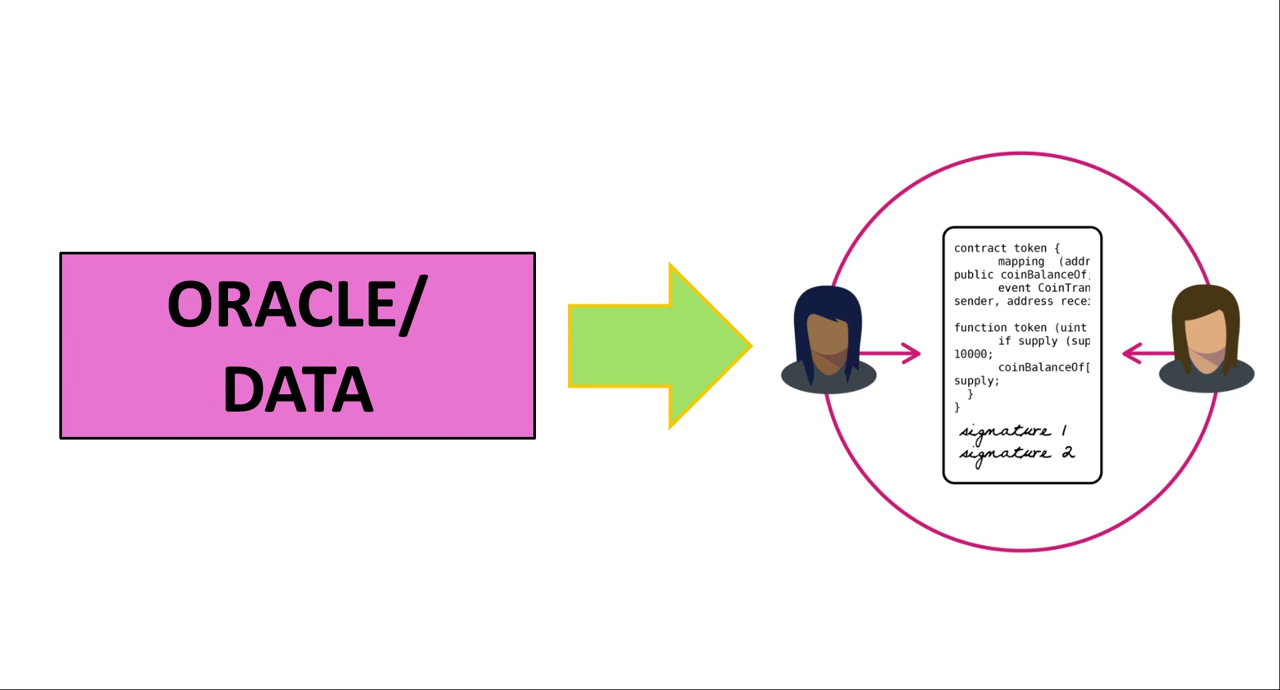 ORACLE/
DATA
contract token {
mapping (addr
public coinBalanceOf;
event CoinTran
sender, address rece
function token (uint
if supply (sup
10000;
coinBalanceOf[
supply;
}
}
signature 1
signature 2